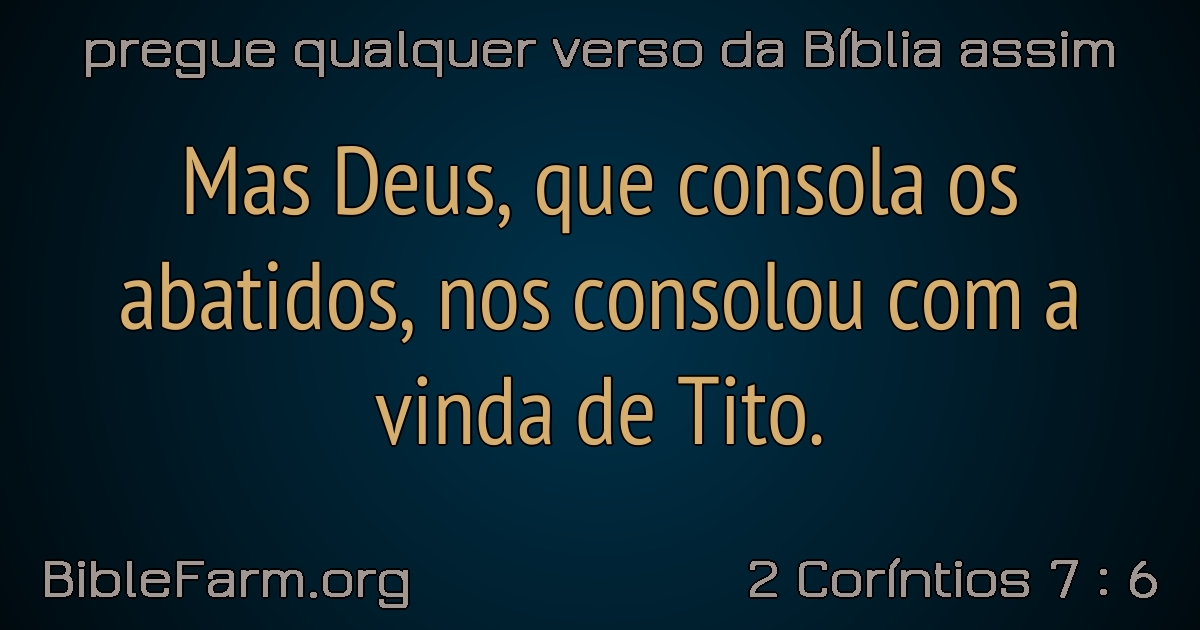 pregue qualquer verso da Bíblia assim
Mas Deus, que consola os
abatidos, nos consolou com a
vinda de Tito.
BibleFarm.org
2 Coríntios 7 : 6